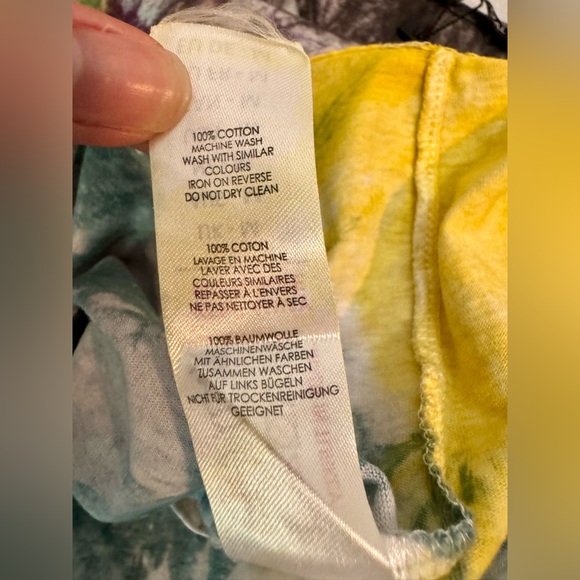 100% COTTON
MACHINE WASH
WASH WITH SIMILAR
COLOURS
IRON ON REVERSE
DO NOT DRY CLEAN
100% COTON
LAVAGE EN MACHINE
LAVER AVEC DES
COULEURS SIMILAIRES
REPASSER À L'ENVERS
NE PAS NETTOYER À SEC
100% BAUMWOLLE
MASCHINENWÄSCHE
MIT ÄHNLICHEN FARBEN
ZUSAMMEN WASCHEN
AUF LINKS BÜGELN
NICHT FÜR TROCKENREINIGUNG
GEEIGNET